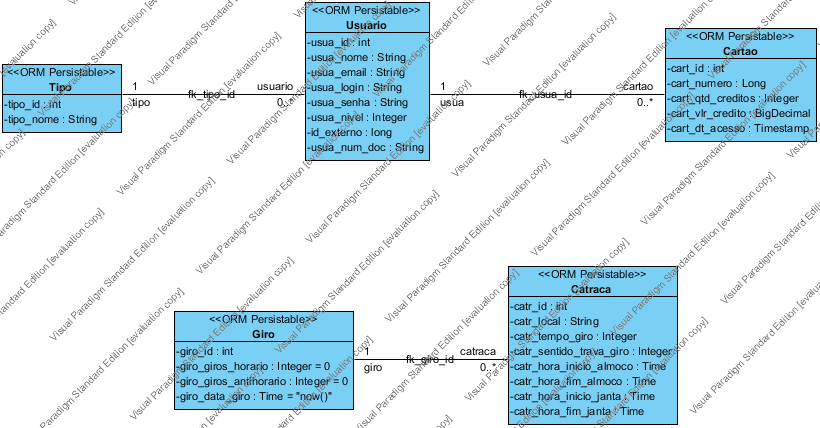 <<ORM Persistable>>
Tipo
-tipo_id : int
-tipo_nome : String
1
tipo
fk_tipo_id
usuario
0..*
<<ORM Persistable>>
Usuario
-usua_id : int
-usua_nome : String
-usua_email : String
-usua_login : String
-usua_senha : String
-usua_nivel : Integer
-id_externo : long
-usua_num_doc : String
1
usua
fk_usua_id
cartao
0..*
<<ORM Persistable>>
Cartao
-cart_id : int
-cart_numero : Long
-cart_qtd_creditos : Integer
-cart_vlr_credito : BigDecimal
-cart_dt_acesso : Timestamp
<<ORM Persistable>>
Giro
-giro_id : int
-giro_giros_horario : Integer = 0
-giro_giros_antihorario : Integer = 0
-giro_data_giro : Time = "now()"
1
giro
fk_giro_id
catraca
0..*
<<ORM Persistable>>
Catraca
-catr_id : int
-catr_local : String
-catr_tempo_giro : Integer
-catr_sentido_trava_giro : Integer
-catr_hora_inicio_almoco : Time
-catr_hora_fim_almoco : Time
-catr_hora_inicio_janta : Time
-catr_hora_fim_janta : Time
Visual Paradigm Standard Edition [evaluation copy]